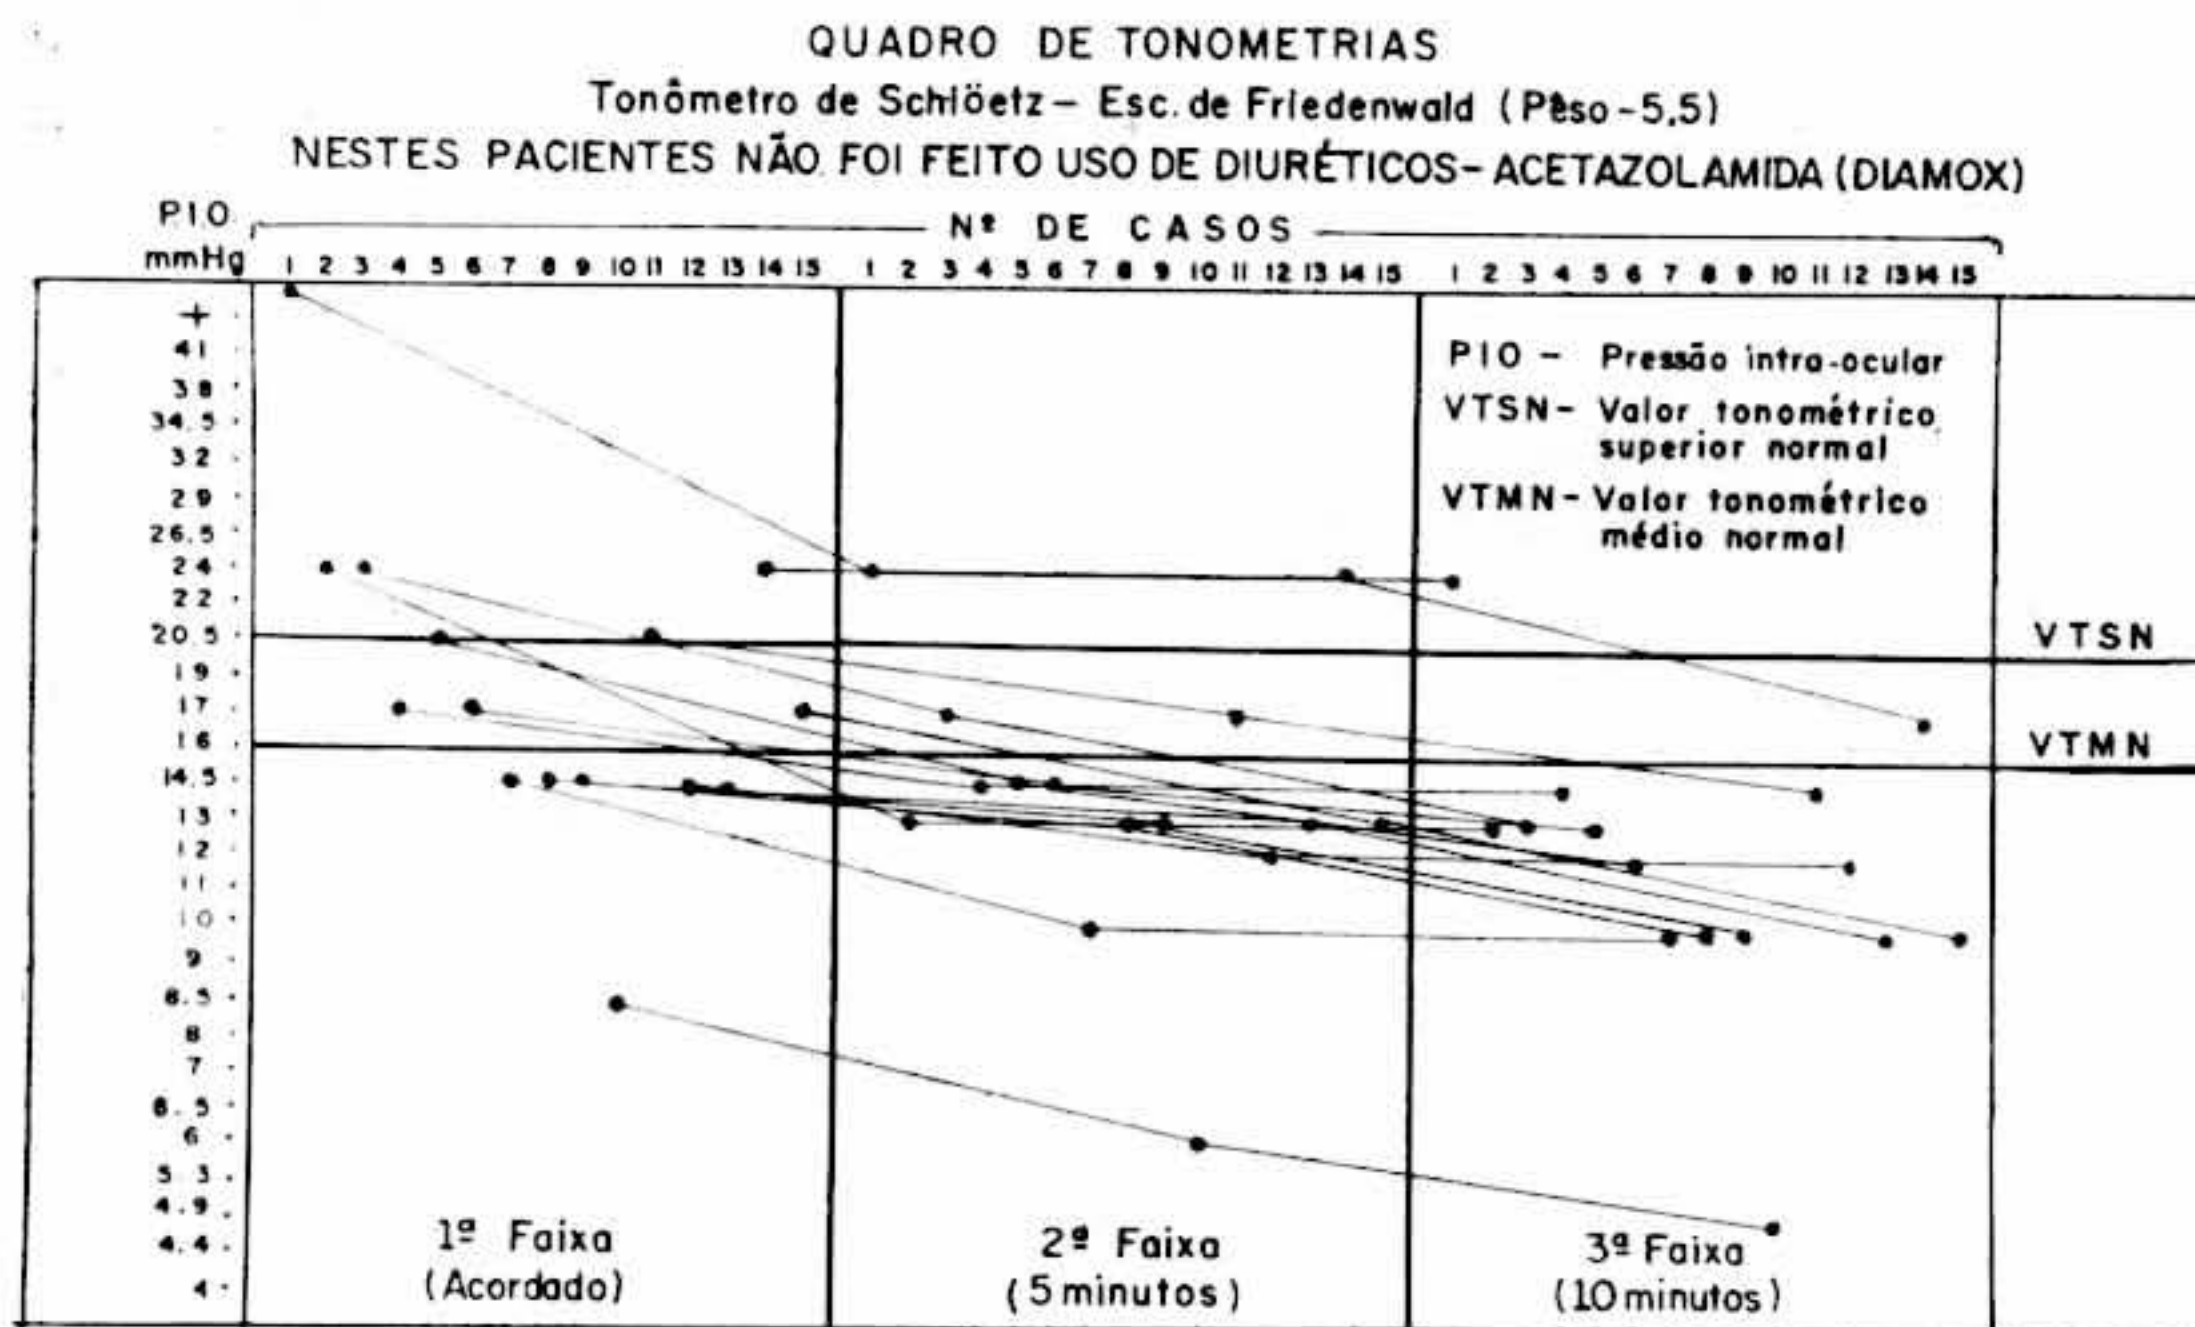 QUADRO DE TONOMETRIAS
Tonômetro de Schlöetz – Esc. de Friedenwald (Pêso - 5,5)
NESTES PACIENTES NÃO FOI FEITO USO DE DIURÉTICOS - ACETAZOLAMIDA (DIAMOX)
PIO
mmHg
Nº DE CASOS
1 2 3 4 5 6 7 8 9 10 11 12 13 14 15 1 2 3 4 5 6 7 8 9 10 11 12 13 14 15 1 2 3 4 5 6 7 8 9 10 11 12 13 14 15
+
41
38
34.5
32
29
26.5
24
22
20.5
19
17
16
14.5
13
12
11
10
9
8.5
8
7
6.5
6
5.3
4.9
4.4
4
PIO - Pressão intra-ocular
VTSN - Valor tonométrico
superior normal
VTMN - Valor tonométrico
médio normal
VTSN
VTMN
1ª Faixa
(Acordado)
2ª Faixa
(5 minutos)
3ª Faixa
(10 minutos)